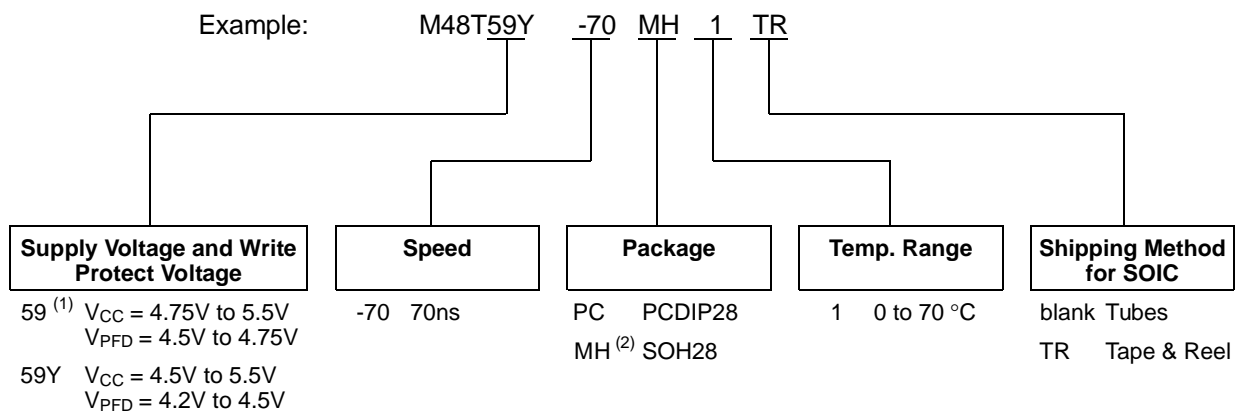 Example: M48T59Y -70 MH 1 TR
Supply Voltage and Write
Protect Voltage
59 (1) VCC = 4.75V to 5.5V
VPFD = 4.5V to 4.75V
59Y VCC = 4.5V to 5.5V
VPFD = 4.2V to 4.5V
Speed
-70 70ns
Package
PC PCDIP28
MH (2) SOH28
Temp. Range
1 0 to 70 °C
Shipping Method
for SOIC
blank Tubes
TR Tape & Reel